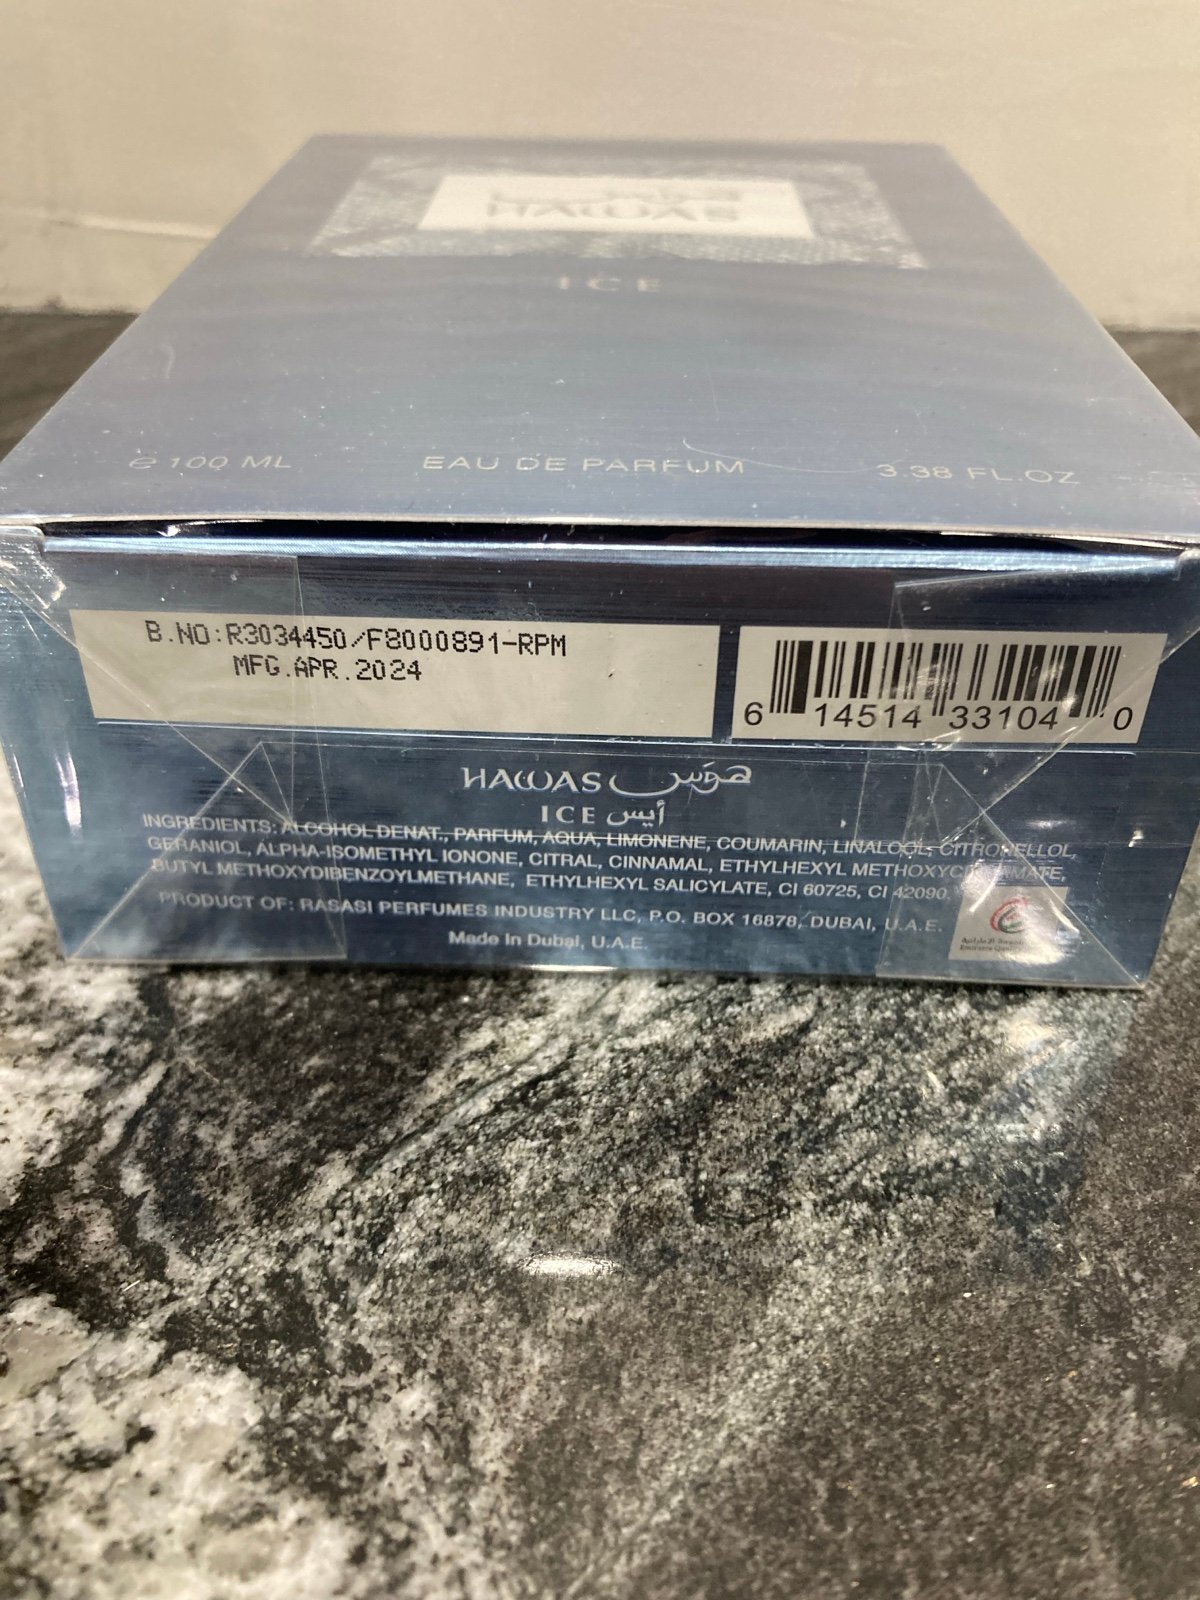 هوس
HAWAS
ICE
e 100 ML EAU DE PARFUM 3.38 FL.OZ
B.NO:R3034450/F8000891-RPM
MFG.APR.2024
6 14514 33104 0
HAWAS هوس
ICE أيس
INGREDIENTS: ALCOHOL DENAT., PARFUM, AQUA, LIMONENE, COUMARIN, LINALOOL, CITRONELLOL,
GERANIOL, ALPHA-ISOMETHYL IONONE, CITRAL, CINNAMAL, ETHYLHEXYL METHOXYCINNAMATE,
BUTYL METHOXYDIBENZOYLMETHANE, ETHYLHEXYL SALICYLATE, CI 60725, CI 42090.
PRODUCT OF: RASASI PERFUMES INDUSTRY LLC, P.O. BOX 16878, DUBAI, U.A.E.
Made In Dubai, U.A.E.
Emirates